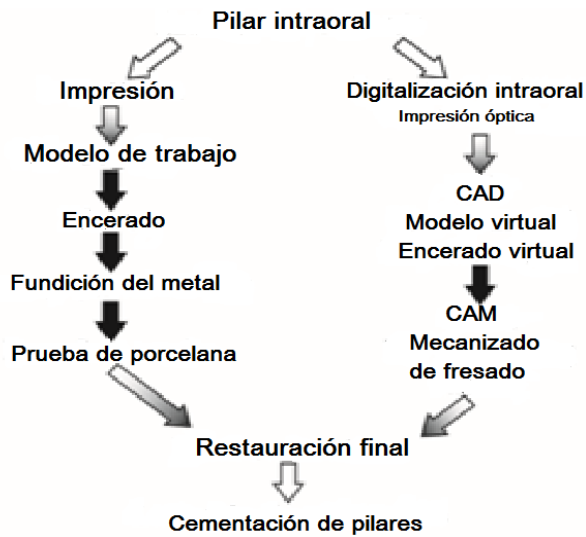 Pilar intraoral
Impresión
Modelo de trabajo
Encerado
Fundición del metal
Prueba de porcelana
Digitalización intraoral
Impresión óptica
CAD
Modelo virtual
Encerado virtual
CAM
Mecanizado
de fresado
Restauración final
Cementación de pilares